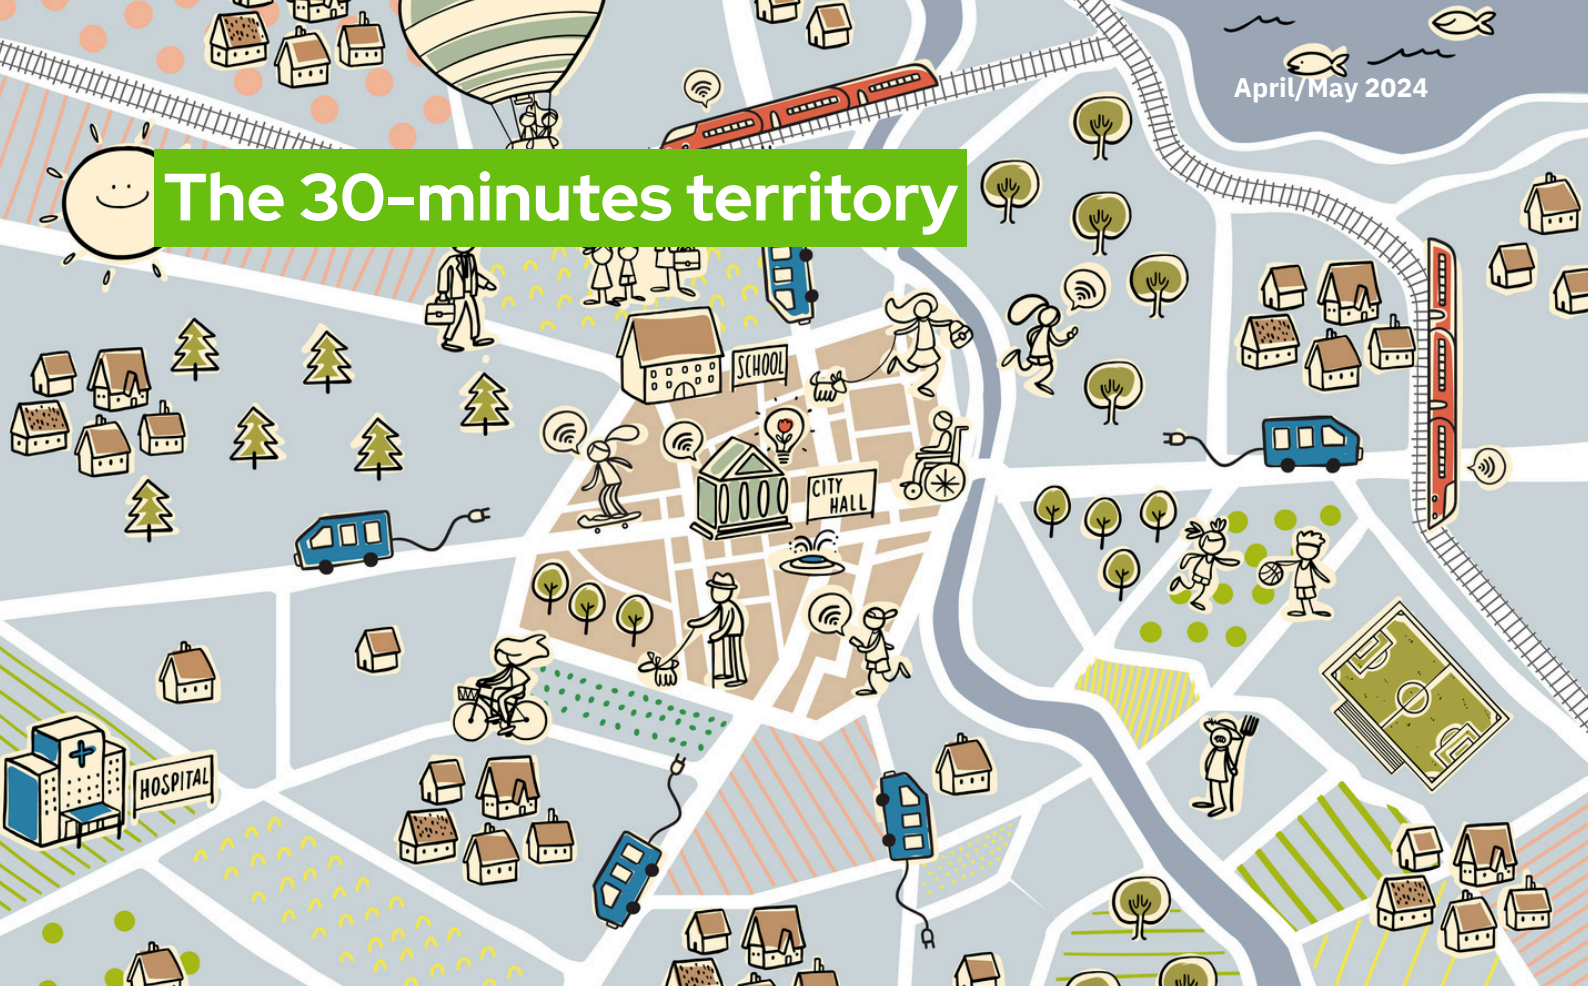 April/May 2024
The 30-minutes territory
SCHOOL
CITY
HALL
HOSPITAL